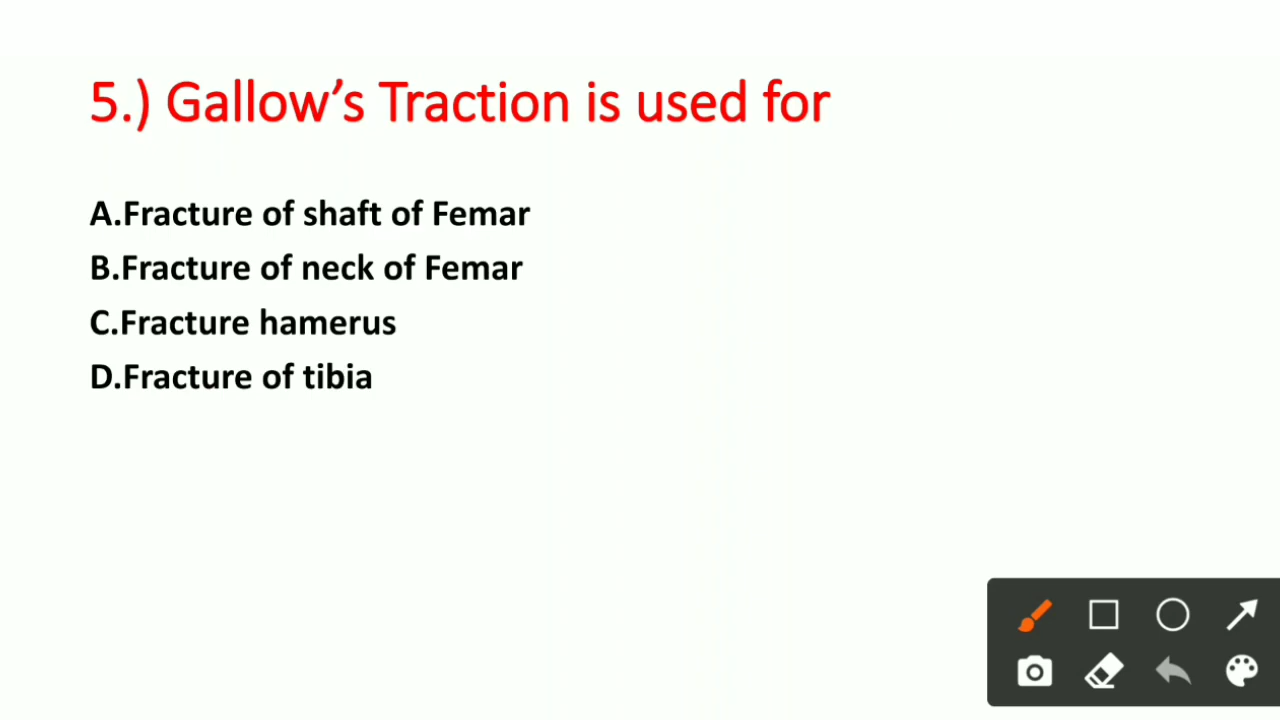 5.) Gallow’s Traction is used for
A.Fracture of shaft of Femar
B.Fracture of neck of Femar
C.Fracture hamerus
D.Fracture of tibia